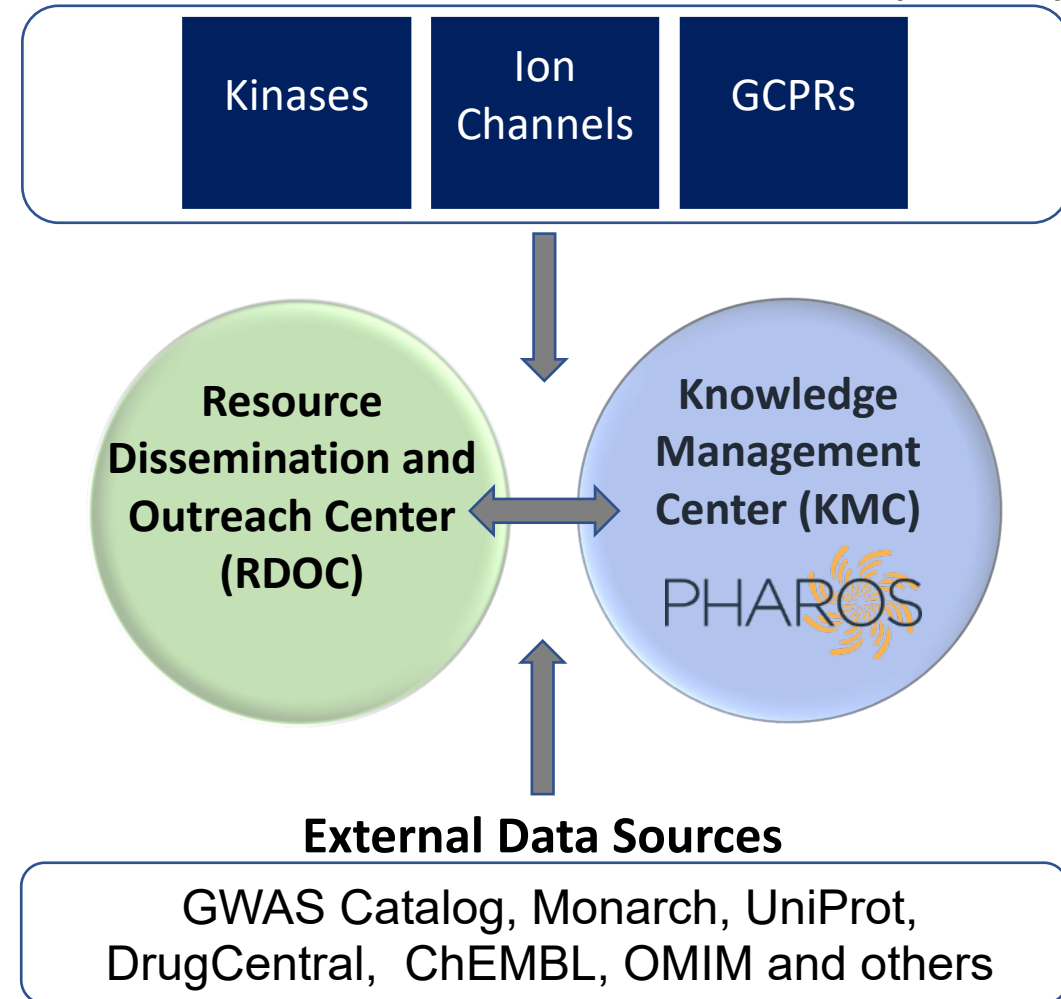 Kinases
Ion
Channels
GCPRs
Resource
Dissemination and
Outreach Center
(RDOC)
Knowledge
Management
Center (KMC)
PHAROS
External Data Sources
GWAS Catalog, Monarch, UniProt,
DrugCentral, ChEMBL, OMIM and others